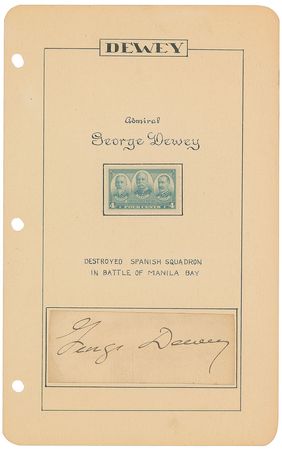 DEWEY
Admiral
George Dewey
4 4
FOUR CENTS
DESTROYED SPANISH SQUADRON
IN BATTLE OF MANILA BAY
George Dewey